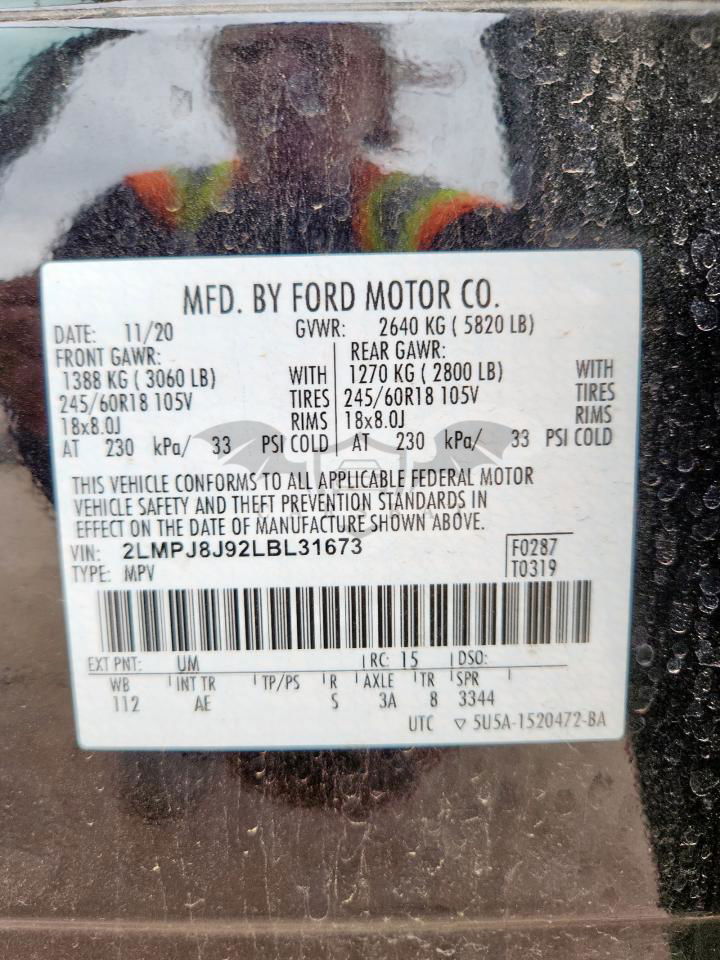 MFD. BY FORD MOTOR CO.
DATE: 11/20 GVWR: 2640 KG ( 5820 LB)
FRONT GAWR: REAR GAWR:
1388 KG ( 3060 LB) WITH 1270 KG ( 2800 LB) WITH
245/60R18 105V TIRES 245/60R18 105V TIRES
18x8.0J RIMS 18x8.0J RIMS
AT 230 kPa/ 33 PSI COLD AT 230 kPa/ 33 PSI COLD
THIS VEHICLE CONFORMS TO ALL APPLICABLE FEDERAL MOTOR
VEHICLE SAFETY AND THEFT PREVENTION STANDARDS IN
EFFECT ON THE DATE OF MANUFACTURE SHOWN ABOVE.
VIN: 2LMPJ8J92LBL31673 F0287
TYPE: MPV T0319
EXT PNT: UM RC: 15 DSO:
WB INT TR TP/PS R AXLE TR SPR
112 AE S 3A 8 3344
UTC ▽ 5U5A-1520472-BA